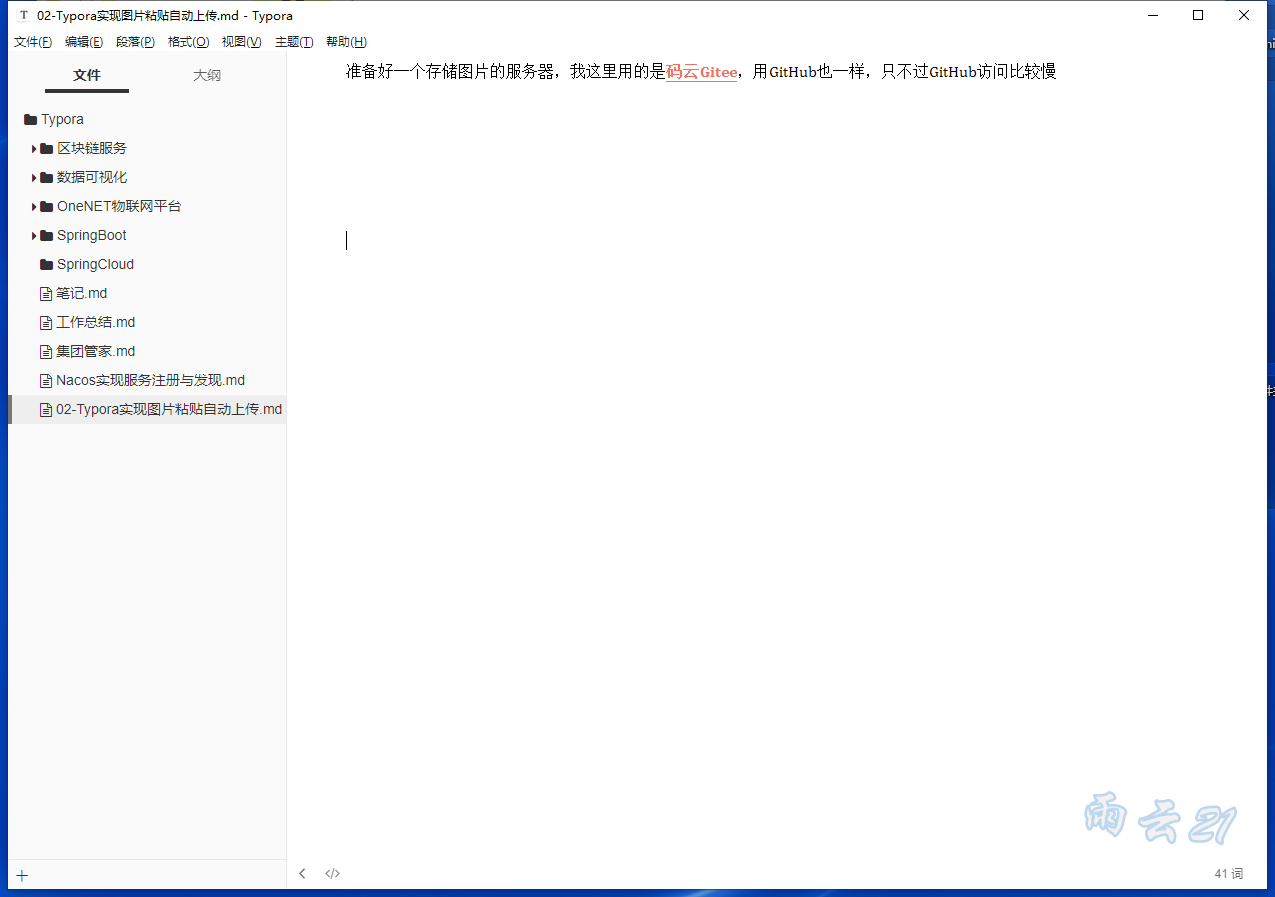 02-Typora实现图片粘贴自动上传.md - Typora
文件(F) 编辑(E) 段落(P) 格式(O) 视图(V) 主题(T) 帮助(H)
文件 大纲
准备好一个存储图片的服务器，我这里用的是码云Gitee，用GitHub也一样，只不过GitHub访问比较慢
Typora
区块链服务
数据可视化
OneNET物联网平台
SpringBoot
SpringCloud
笔记.md
工作总结.md
集团管家.md
Nacos实现服务注册与发现.md
02-Typora实现图片粘贴自动上传.md
雨云21
41 词